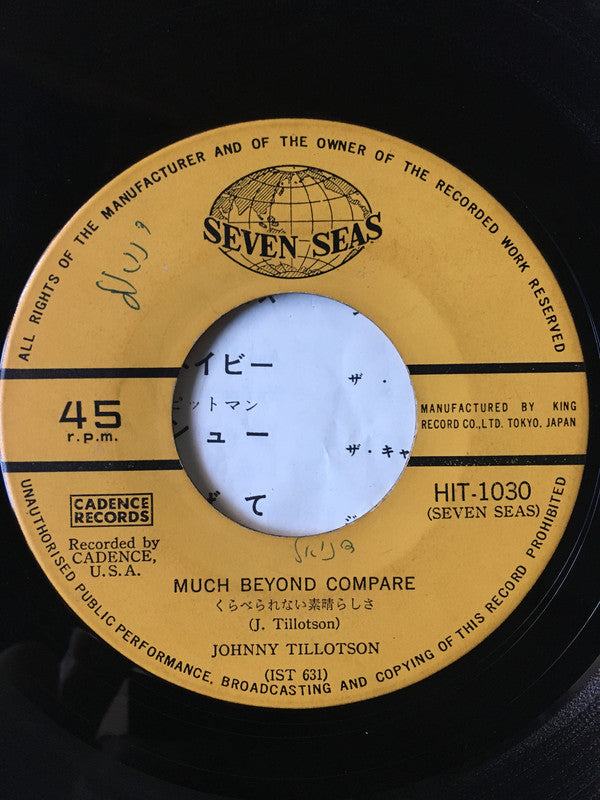 ALL RIGHTS OF THE MANUFACTURER AND OF THE OWNER OF THE RECORDED WORK RESERVED
SEVEN SEAS
イビー
ザ・
ピットマン
ュー
ザ・キャ
て
45
r.p.m.
MANUFACTURED BY KING
RECORD CO., LTD. TOKYO, JAPAN
CADENCE
RECORDS
Recorded by
CADENCE,
U.S.A.
HIT-1030
(SEVEN SEAS)
MUCH BEYOND COMPARE
くらべられない素晴らしさ
(J. Tillotson)
JOHNNY TILLOTSON
(IST 631)
UNAUTHORISED PUBLIC PERFORMANCE, BROADCASTING AND COPYING OF THIS RECORD PROHIBITED